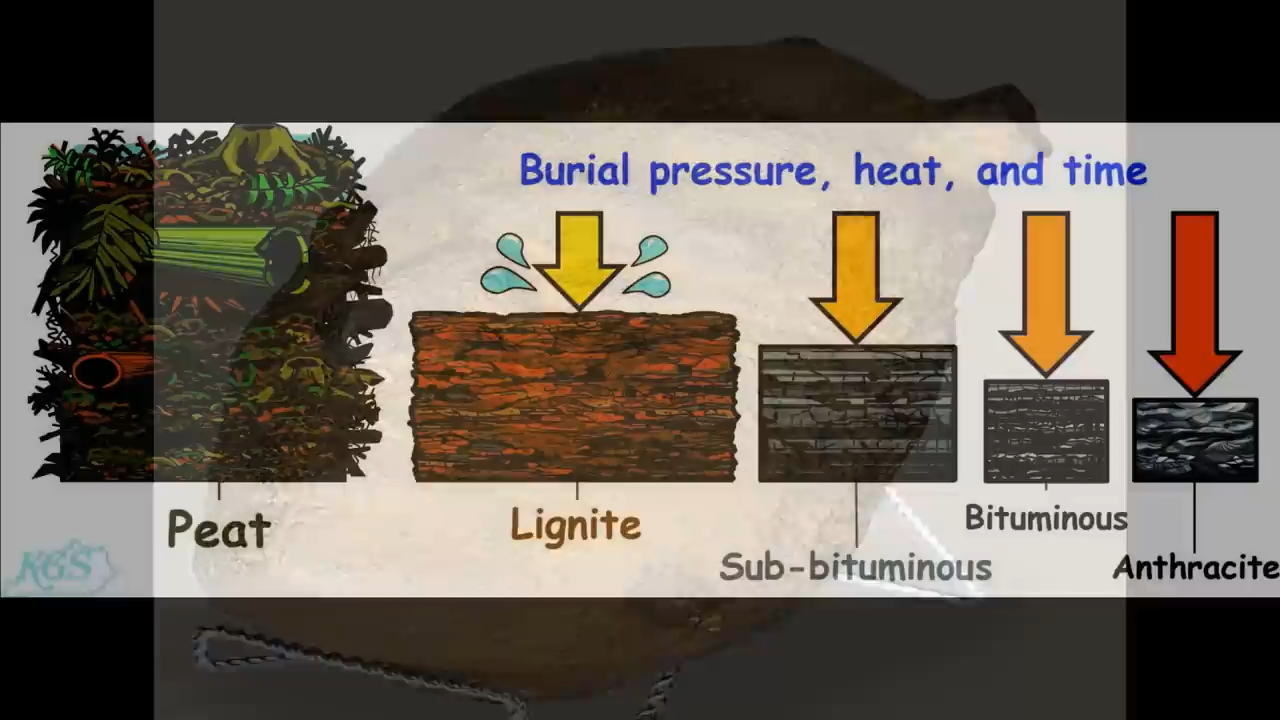 Burial pressure, heat, and time
Peat
Lignite
Sub-bituminous
Bituminous
Anthracite
KGS